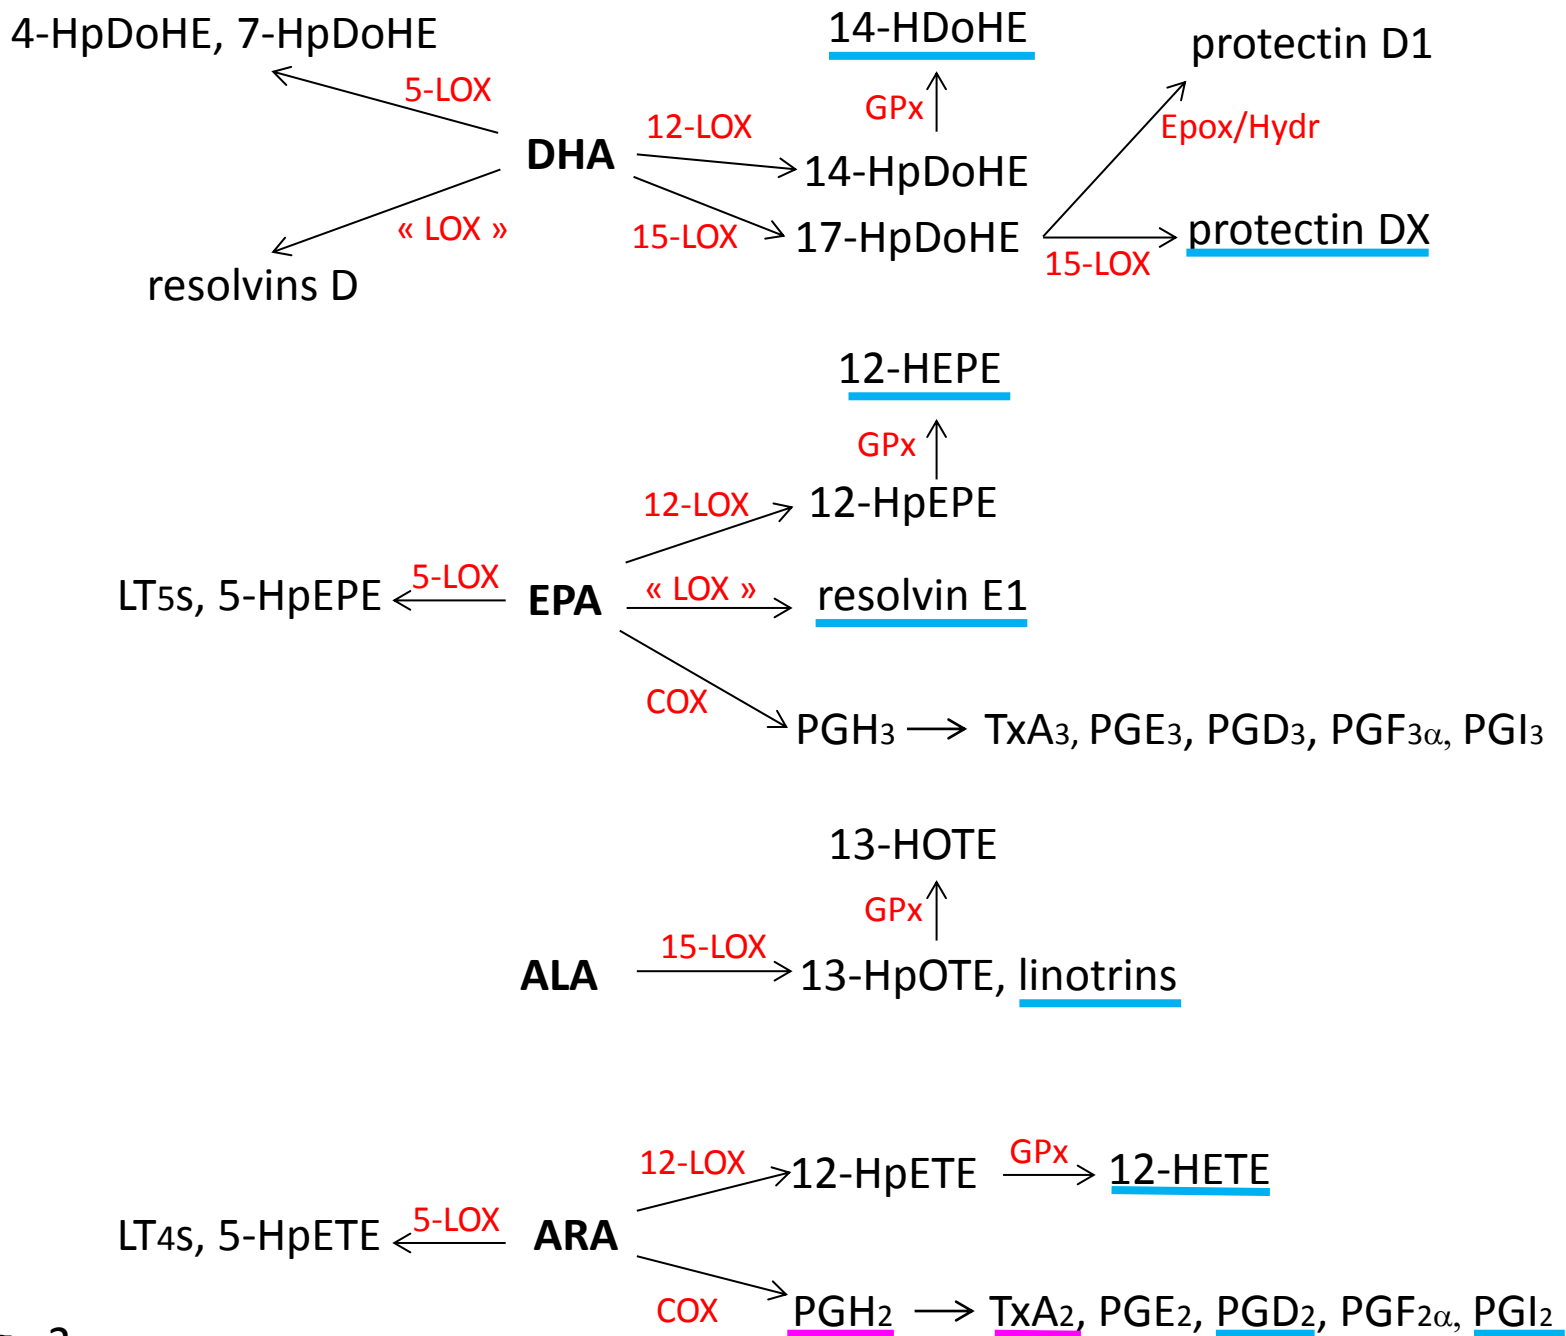 4-HpDoHE, 7-HpDoHE
14-HDoHE
protectin D1
5-LOX
GPx
12-LOX
Epox/Hydr
DHA
14-HpDoHE
« LOX »
15-LOX
17-HpDoHE
protectin DX
15-LOX
resolvins D
12-HEPE
GPx
12-LOX
12-HpEPE
LT5s, 5-HpEPE
5-LOX
EPA
« LOX »
resolvin E1
COX
PGH3
TxA3, PGE3, PGD3, PGF3α, PGI3
13-HOTE
GPx
15-LOX
ALA
13-HpOTE, linotrins
12-LOX
12-HpETE
GPx
12-HETE
LT4s, 5-HpETE
5-LOX
ARA
COX
PGH2
TxA2, PGE2, PGD2, PGF2α, PGI2